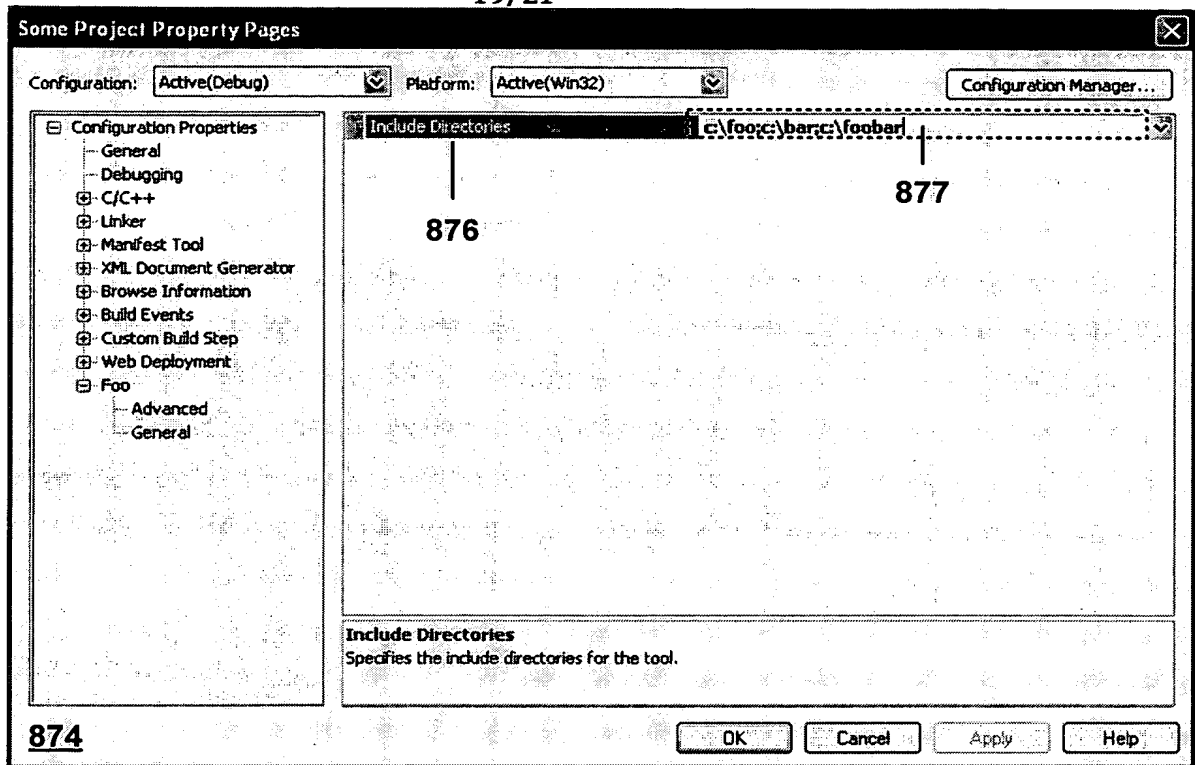 19/21
Some Project Property Pages
Configuration: Active(Debug) Platform: Active(Win32) Configuration Manager...
Configuration Properties
General
Debugging
C/C++
Linker
Manifest Tool
XML Document Generator
Browse Information
Build Events
Custom Build Step
Web Deployment
Foo
Advanced
General
Include Directories c:\foo;c:\bar;c:\foobar
876
877
Include Directories
Specifies the include directories for the tool.
874
OK Cancel Apply Help